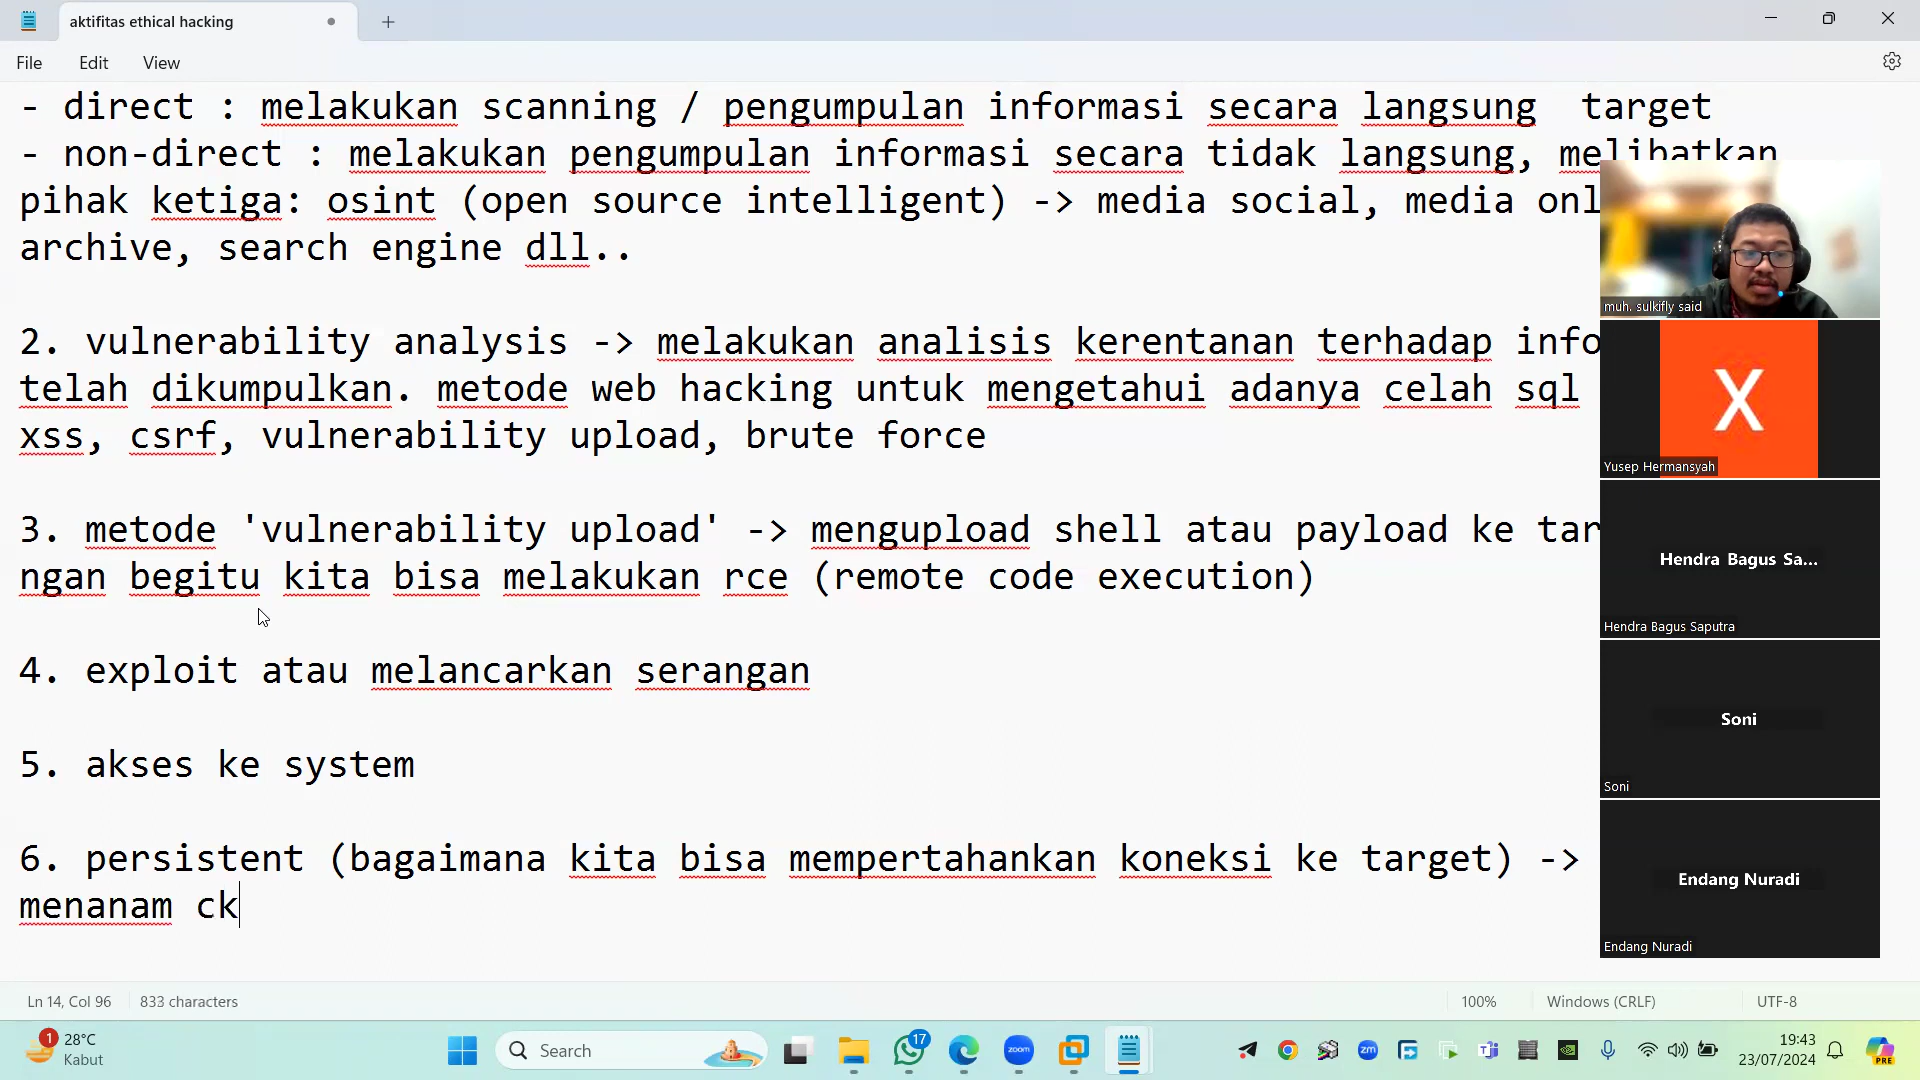 aktifitas ethical hacking
File Edit View
- direct : melakukan scanning / pengumpulan informasi secara langsung target
- non-direct : melakukan pengumpulan informasi secara tidak langsung, melibatkan
pihak ketiga: osint (open source intelligent) -> media social, media onl
archive, search engine dll..
2. vulnerability analysis -> melakukan analisis kerentanan terhadap info
telah dikumpulkan. metode web hacking untuk mengetahui adanya celah sql
xss, csrf, vulnerability upload, brute force
3. metode 'vulnerability upload' -> mengupload shell atau payload ke tar
ngan begitu kita bisa melakukan rce (remote code execution)
4. exploit atau melancarkan serangan
5. akses ke system
6. persistent (bagaimana kita bisa mempertahankan koneksi ke target) ->
menanam ck
muh. sulkifly said
X
Yusep Hermansyah
Hendra Bagus Sa...
Hendra Bagus Saputra
Soni
Soni
Endang Nuradi
Endang Nuradi
Ln 14, Col 96 833 characters 100% Windows (CRLF) UTF-8
1 28°C
Kabut
Search
17
zoom
zm
PRE
19:43
23/07/2024